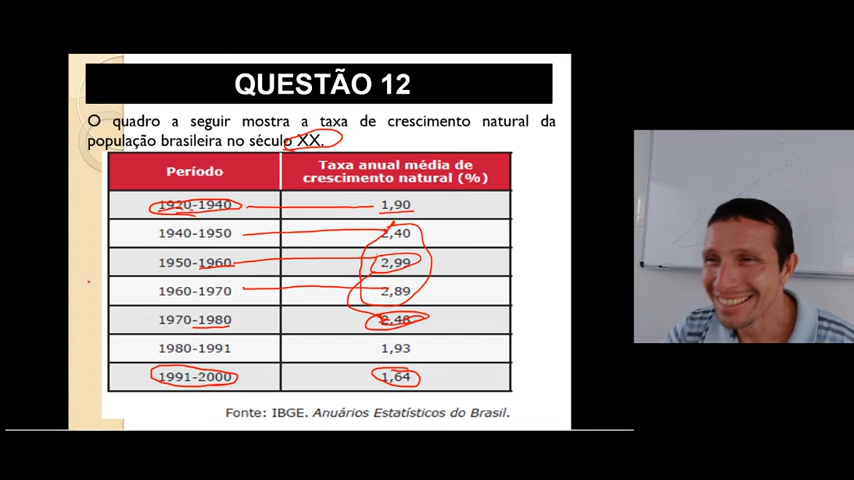 QUESTÃO 12
O quadro a seguir mostra a taxa de crescimento natural da
população brasileira no século XX.
Período Taxa anual média de
crescimento natural (%)
1920-1940 1,90
1940-1950 2,40
1950-1960 2,99
1960-1970 2,89
1970-1980 2,48
1980-1991 1,93
1991-2000 1,64
Fonte: IBGE. Anuários Estatísticos do Brasil.